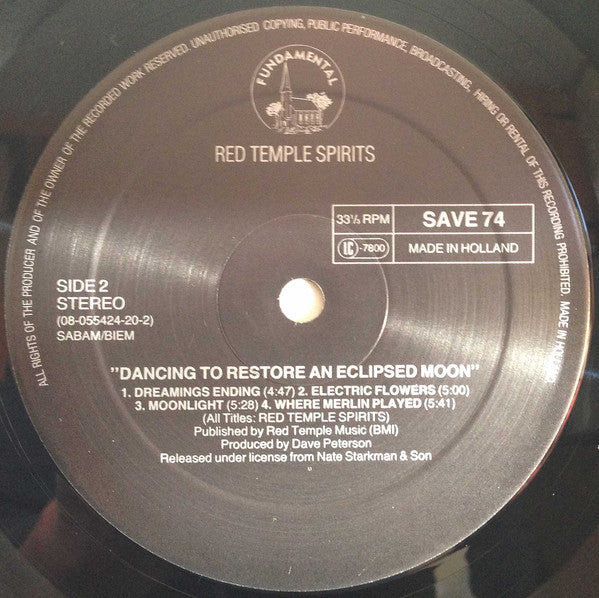 ALL RIGHTS OF THE PRODUCER AND OF THE OWNER OF THE RECORDED WORK RESERVED. UNAUTHORISED COPYING, PUBLIC PERFORMANCE, BROADCASTING, HIRING OR RENTAL OF THIS RECORDING PROHIBITED. MADE IN HOLLAND
FUNDAMENTAL
RED TEMPLE SPIRITS
33⅓ RPM
SAVE 74
LC -7800
MADE IN HOLLAND
SIDE 2
STEREO
(08-055424-20-2)
SABAM/BIEM
"DANCING TO RESTORE AN ECLIPSED MOON"
1. DREAMINGS ENDING (4:47) 2. ELECTRIC FLOWERS (5:00)
3. MOONLIGHT (5:28) 4. WHERE MERLIN PLAYED (5:41)
(All Titles: RED TEMPLE SPIRITS)
Published by Red Temple Music (BMI)
Produced by Dave Peterson
Released under license from Nate Starkman & Son